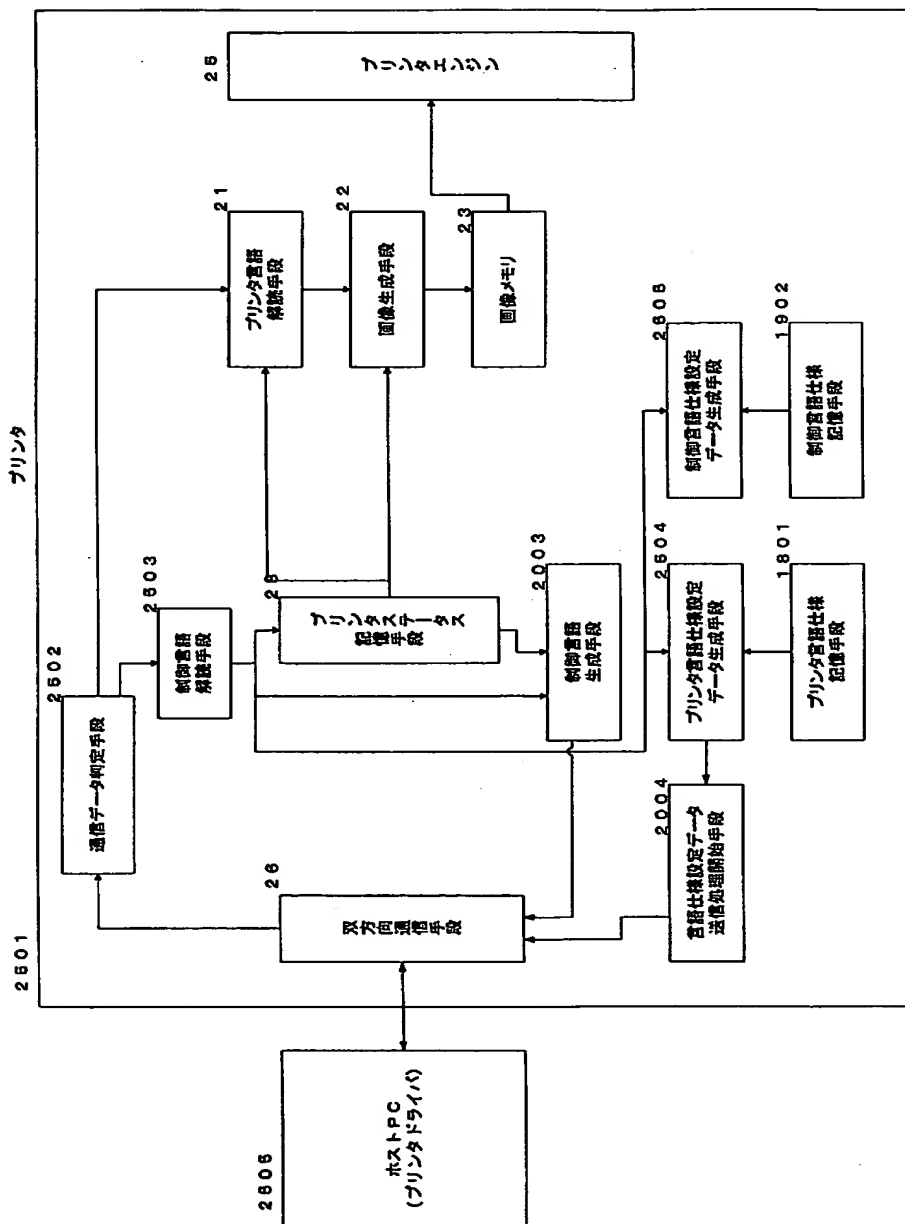 プリンタ
2601
ホストPC
(プリンタドライバ)
2606
双方向通信手段
26
通信データ判定手段
2602
制御言語
解読手段
2603
プリンタステータス
記憶手段
プリンタ言語
解読手段
21
画像生成手段
22
画像メモリ
23
プリンタエンジン
25
制御言語
生成手段
2003
言語仕様設定データ
送信処理開始手段
2004
プリンタ言語仕様設定
データ生成手段
2604
プリンタ言語仕様
記憶手段
1801
制御言語仕様設定
データ生成手段
2605
制御言語仕様
記憶手段
1902